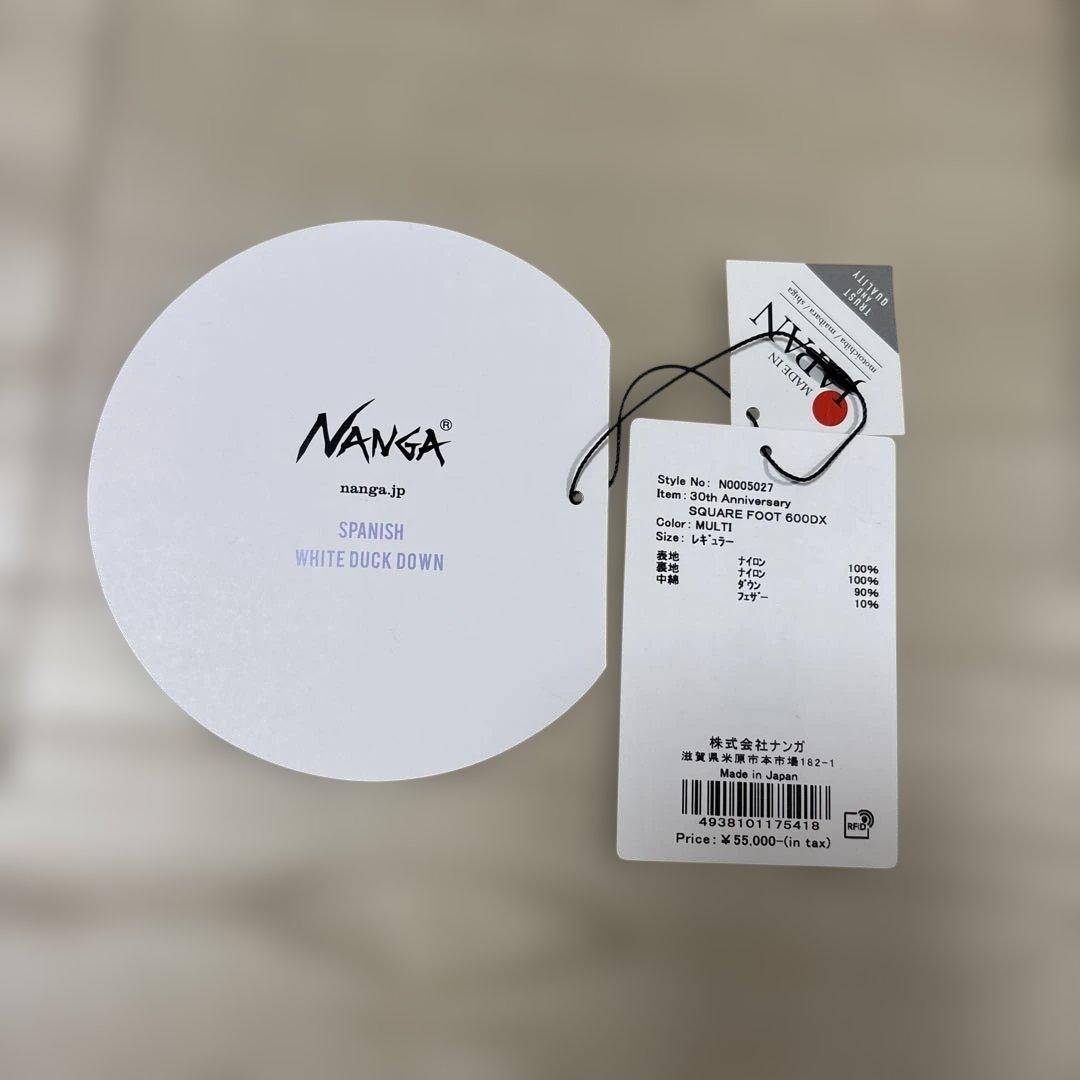 NANGA®
nanga.jp
SPANISH
WHITE DUCK DOWN
TRUST
AND
QUALITY
motoichiba / maibara / shiga
MADE IN
JAPAN
Style No: N0005027
Item: 30th Anniversary
SQUARE FOOT 600DX
Color: MULTI
Size: ﾚｷﾞｭﾗｰ
表地 ﾅｲﾛﾝ 100%
裏地 ﾅｲﾛﾝ 100%
中綿 ﾀﾞｳﾝ 90%
ﾌｪｻﾞｰ 10%
株式会社ナンガ
滋賀県米原市本市場182-1
Made in Japan
4938101175418
RFID
Price: ¥55,000-(in tax)